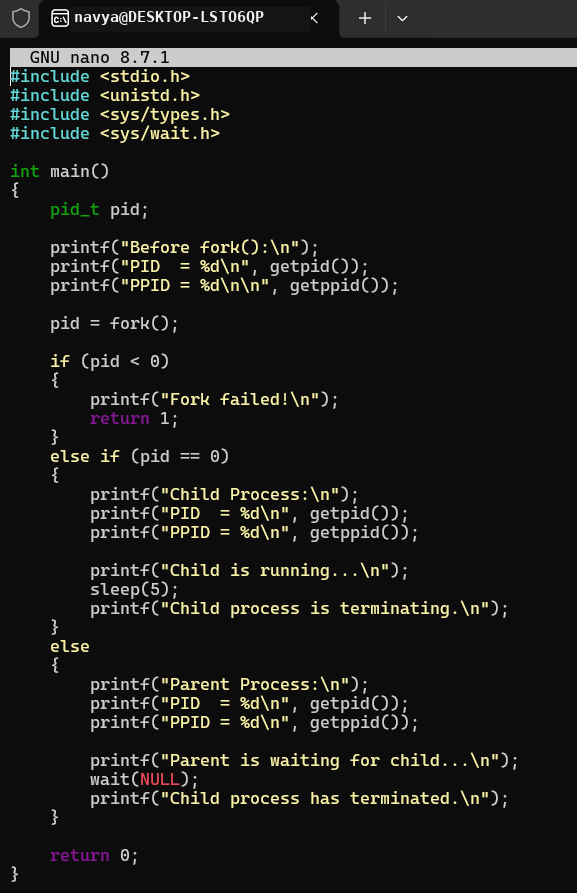 navya@DESKTOP-LST06QP
GNU nano 8.7.1
#include <stdio.h>
#include <unistd.h>
#include <sys/types.h>
#include <sys/wait.h>

int main()
{
    pid_t pid;

    printf("Before fork():\n");
    printf("PID  = %d\n", getpid());
    printf("PPID = %d\n\n", getppid());

    pid = fork();

    if (pid < 0)
    {
        printf("Fork failed!\n");
        return 1;
    }
    else if (pid == 0)
    {
        printf("Child Process:\n");
        printf("PID  = %d\n", getpid());
        printf("PPID = %d\n", getppid());

        printf("Child is running...\n");
        sleep(5);
        printf("Child process is terminating.\n");
    }
    else
    {
        printf("Parent Process:\n");
        printf("PID  = %d\n", getpid());
        printf("PPID = %d\n", getppid());

        printf("Parent is waiting for child...\n");
        wait(NULL);
        printf("Child process has terminated.\n");
    }

    return 0;
}